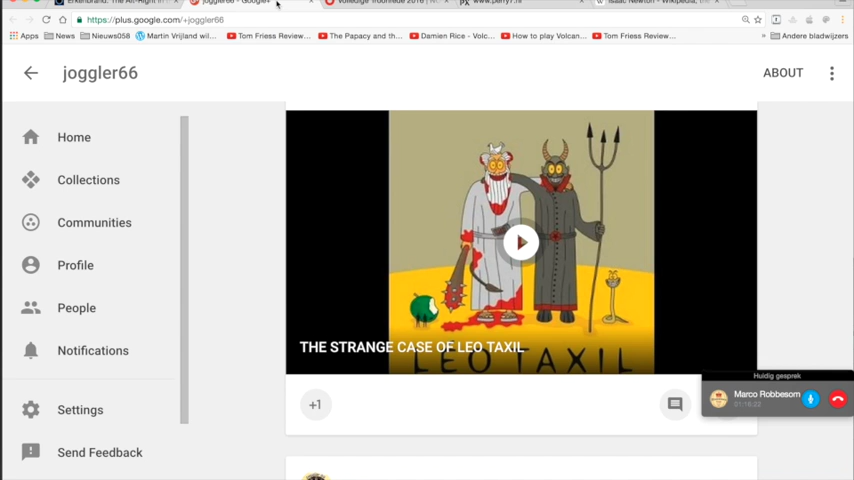 Erkenbrand: The Alt-Right in
joggler66 - Google+
Volledige Troonrede 2016 | 
www.perry7.nl
Isaac Newton - Wikipedia, the
https://plus.google.com/+joggler66
Apps
News
Nieuws058
Martin Vrijland wil...
Tom Friess Review...
The Papacy and th...
Damien Rice - Volc...
How to play Volcan...
Tom Friess Review...
»
Andere bladwijzers
joggler66
ABOUT
Home
Collections
Communities
Profile
People
Notifications
Settings
Send Feedback
THE STRANGE CASE OF LEO TAXIL
LEO TAXIL
+1
Huidig gesprek
Marco Robbesom